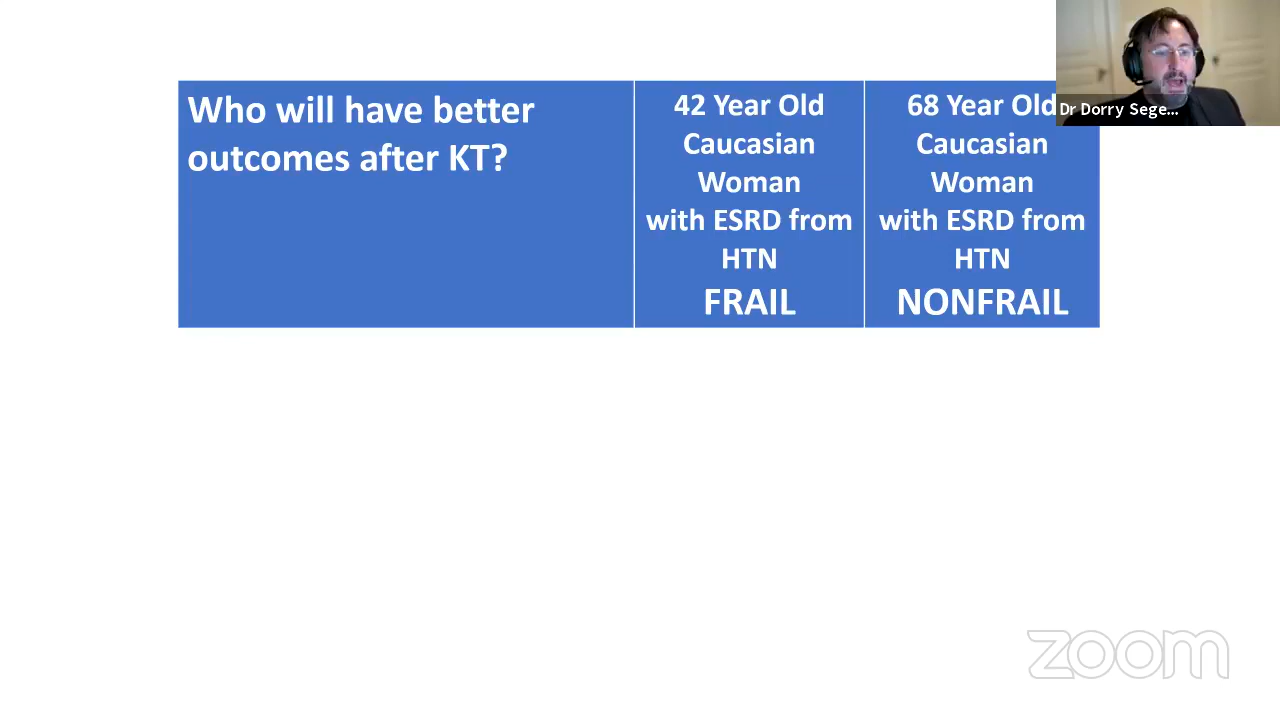 Who will have better
outcomes after KT?
42 Year Old
Caucasian
Woman
with ESRD from
HTN
FRAIL
68 Year Old
Caucasian
Woman
with ESRD from
HTN
NONFRAIL
Dr Dorry Sege...
zoom